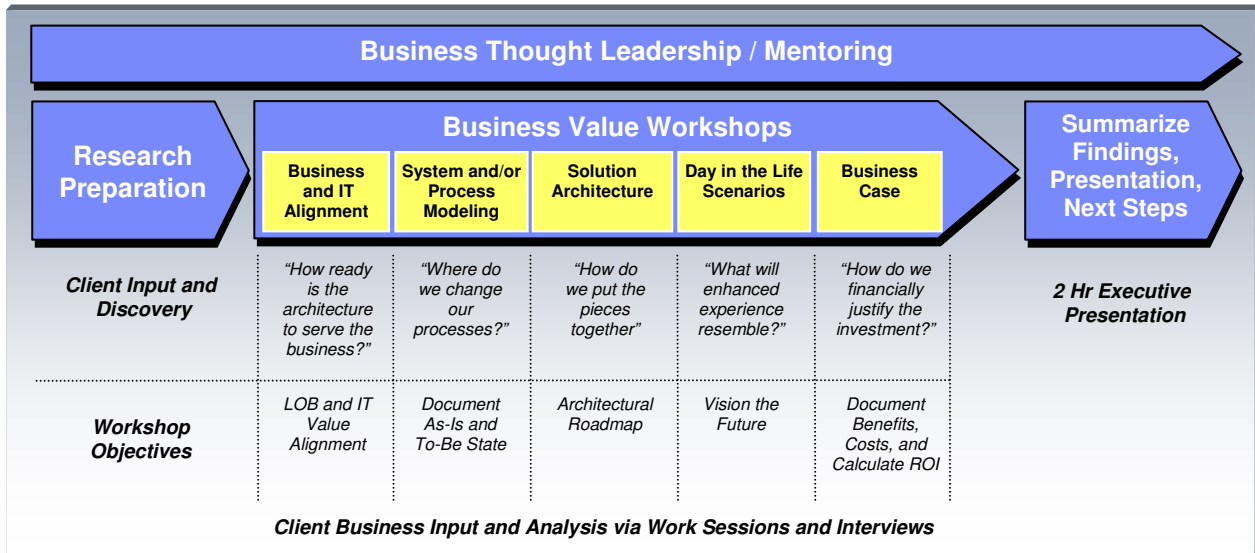 Business Thought Leadership / Mentoring
Research
Preparation
Business Value Workshops
Business
and IT
Alignment
System and/or
Process
Modeling
Solution
Architecture
Day in the Life
Scenarios
Business
Case
Summarize
Findings,
Presentation,
Next Steps
Client Input and
Discovery
“How ready
is the
architecture
to serve the
business?”
“Where do
we change
our
processes?”
“How do
we put the
pieces
together”
“What will
enhanced
experience
resemble?”
“How do we
financially
justify the
investment?”
2 Hr Executive
Presentation
Workshop
Objectives
LOB and IT
Value
Alignment
Document
As-Is and
To-Be State
Architectural
Roadmap
Vision the
Future
Document
Benefits,
Costs, and
Calculate ROI
Client Business Input and Analysis via Work Sessions and Interviews